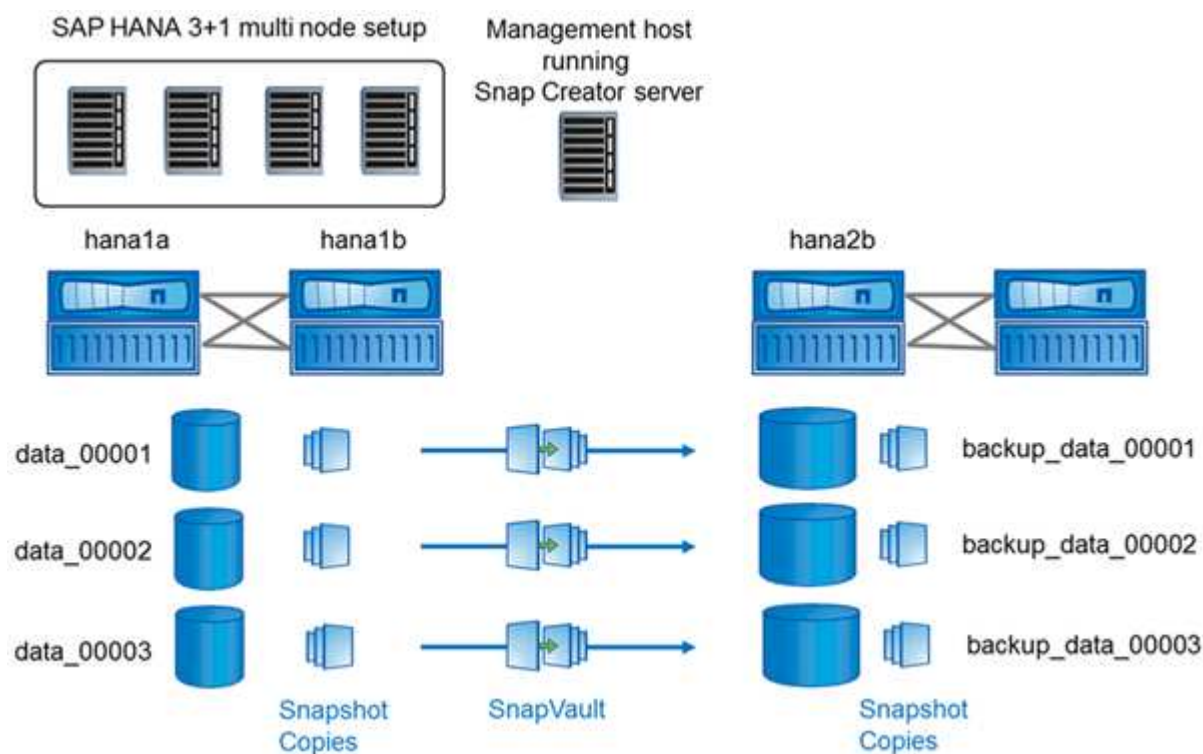 SAP HANA 3+1 multi node setup
Management host
running
Snap Creator server
hana1a
hana1b
hana2b
data_00001
backup_data_00001
data_00002
backup_data_00002
data_00003
backup_data_00003
Snapshot
Copies
SnapVault
Snapshot
Copies